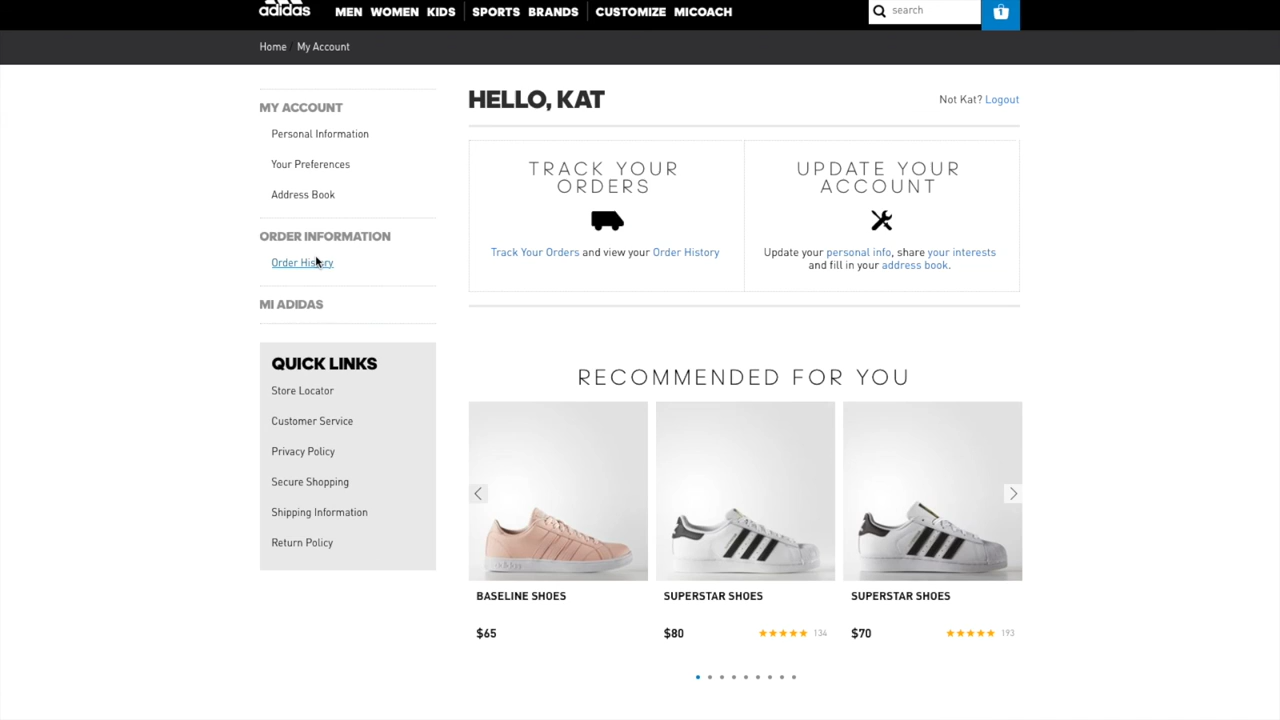 adidas
MEN WOMEN KIDS SPORTS BRANDS CUSTOMIZE MICOACH
search
1
Home / My Account
MY ACCOUNT
Personal Information
Your Preferences
Address Book
ORDER INFORMATION
Order History
MI ADIDAS
QUICK LINKS
Store Locator
Customer Service
Privacy Policy
Secure Shopping
Shipping Information
Return Policy
HELLO, KAT
Not Kat? Logout
TRACK YOUR
ORDERS
Track Your Orders and view your Order History
UPDATE YOUR
ACCOUNT
Update your personal info, share your interests
and fill in your address book.
RECOMMENDED FOR YOU
BASELINE SHOES
$65
SUPERSTAR SHOES
$80
134
SUPERSTAR SHOES
$70
193